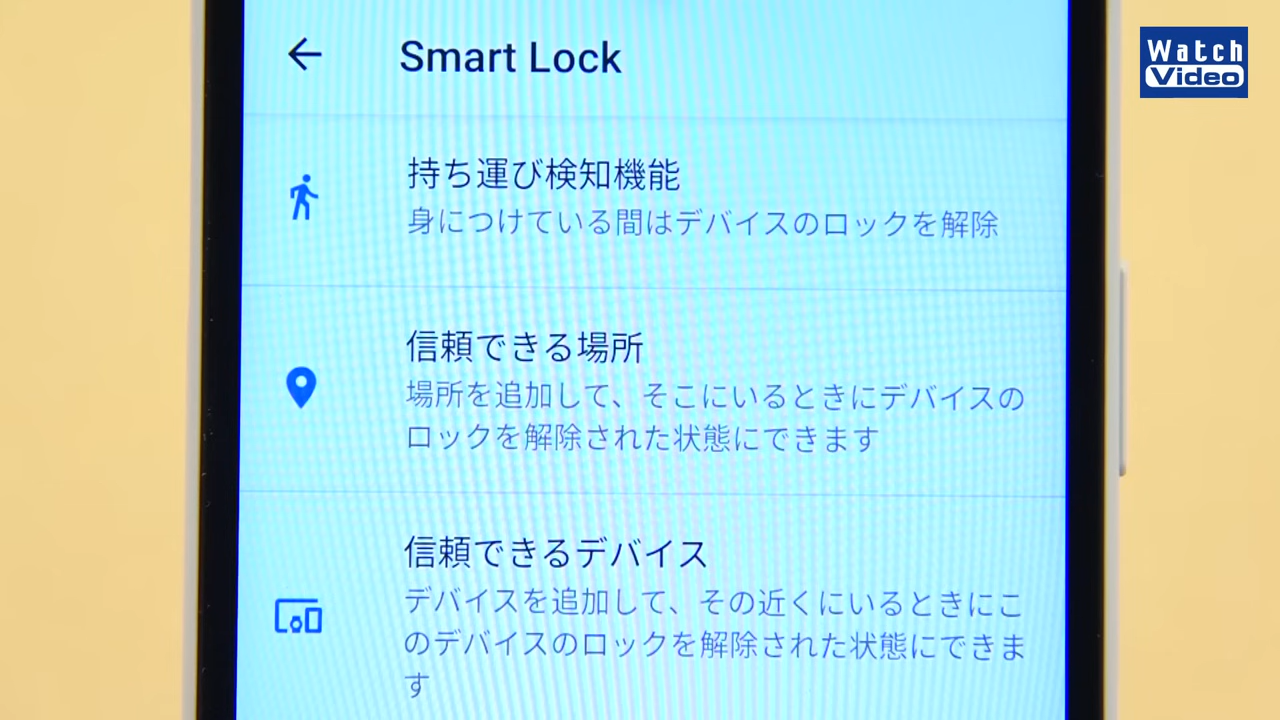 Smart Lock
Watch
Video
持ち運び検知機能
身につけている間はデバイスのロックを解除
信頼できる場所
場所を追加して、そこにいるときにデバイスの
ロックを解除された状態にできます
信頼できるデバイス
デバイスを追加して、その近くにいるときにこ
のデバイスのロックを解除された状態にできま
す